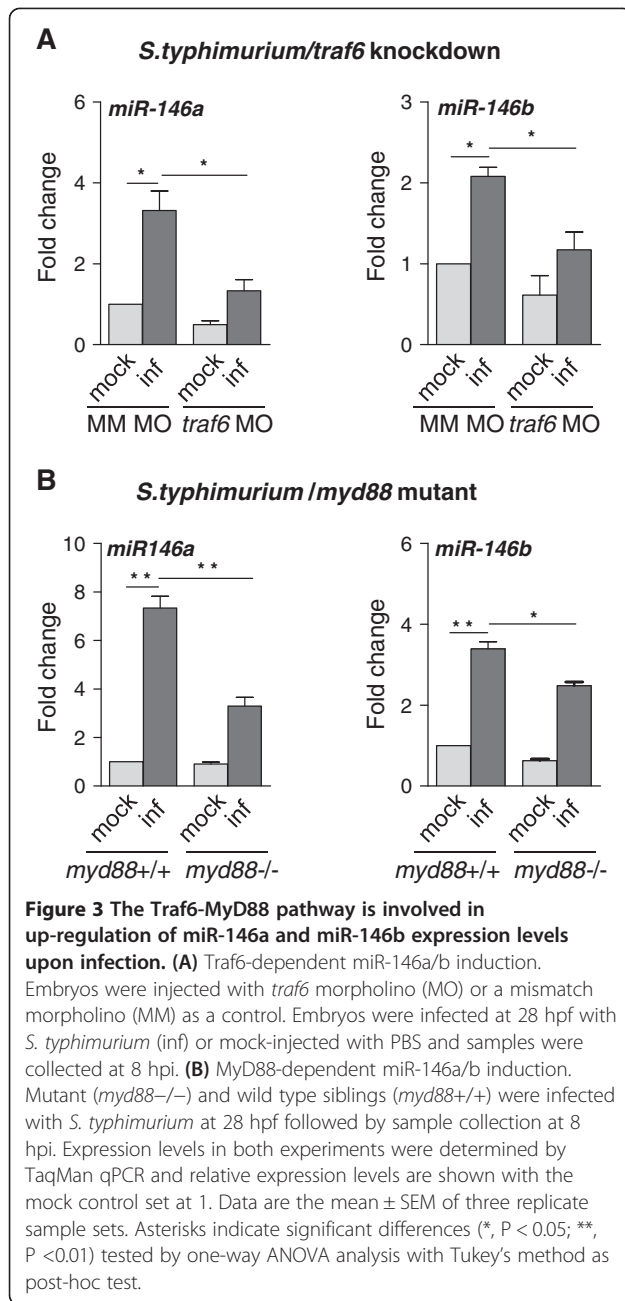 A
S.typhimurium/traf6 knockdown
6
4
2
0
Fold change
miR-146a
*
*
mock
inf
mock
inf
MM MO
traf6 MO
3
2
1
0
Fold change
miR-146b
*
*
mock
inf
mock
inf
MM MO
traf6 MO
B
S.typhimurium /myd88 mutant
10
8
6
4
2
0
Fold change
miR146a
**
**
mock
inf
mock
inf
myd88+/+
myd88-/-
6
4
2
0
Fold change
miR-146b
**
*
mock
inf
mock
inf
myd88+/+
myd88-/-
Figure 3 The Traf6-MyD88 pathway is involved in
up-regulation of miR-146a and miR-146b expression levels
upon infection. (A) Traf6-dependent miR-146a/b induction.
Embryos were injected with traf6 morpholino (MO) or a mismatch
morpholino (MM) as a control. Embryos were infected at 28 hpf with
S. typhimurium (inf) or mock-injected with PBS and samples were
collected at 8 hpi. (B) MyD88-dependent miR-146a/b induction.
Mutant (myd88−/−) and wild type siblings (myd88+/+) were infected
with S. typhimurium at 28 hpf followed by sample collection at 8
hpi. Expression levels in both experiments were determined by
TaqMan qPCR and relative expression levels are shown with the
mock control set at 1. Data are the mean ± SEM of three replicate
sample sets. Asterisks indicate significant differences (*, P < 0.05; **,
P <0.01) tested by one-way ANOVA analysis with Tukey's method as
post-hoc test.